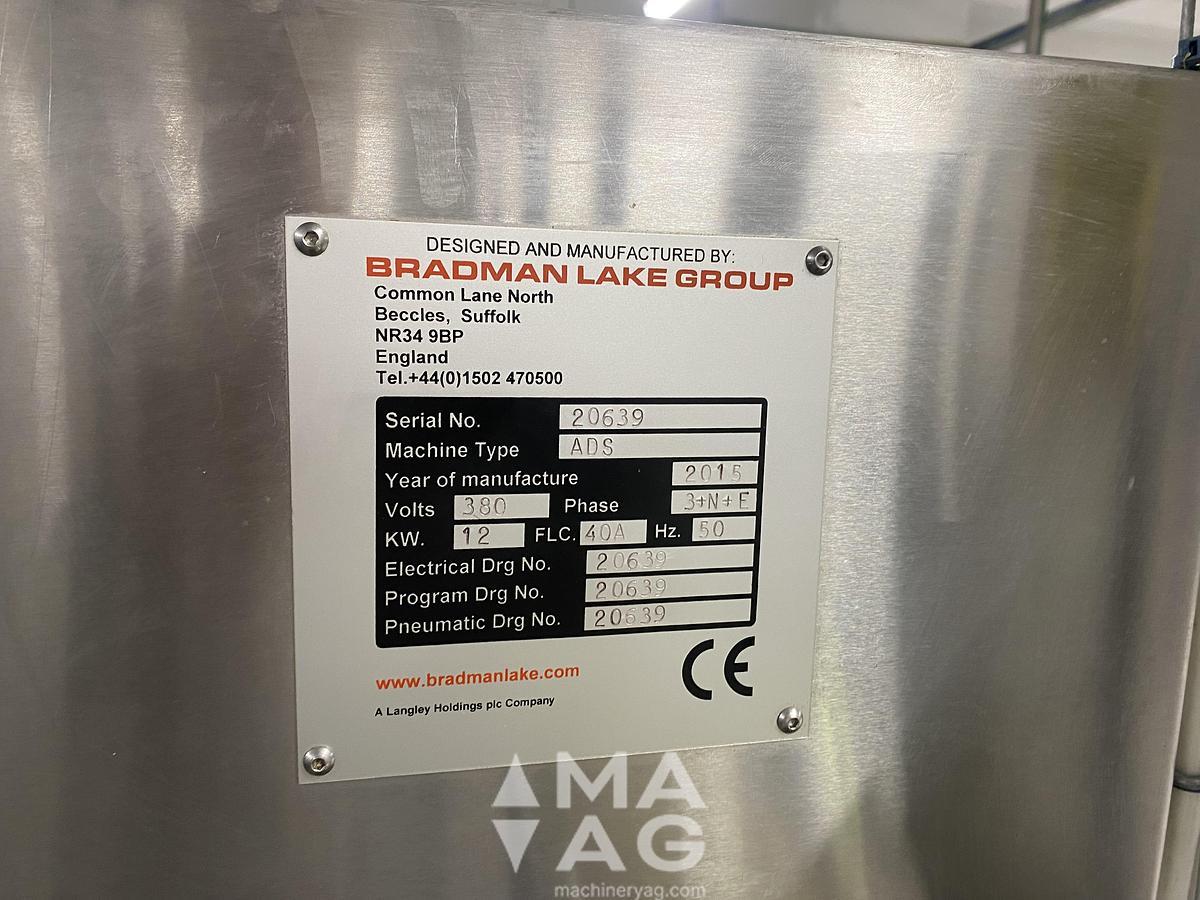 DESIGNED AND MANUFACTURED BY:
BRADMAN LAKE GROUP
Common Lane North
Beccles, Suffolk
NR34 9BP
England
Tel.+44(0)1502 470500
Serial No. 20639
Machine Type ADS
Year of manufacture 2015
Volts 380 Phase 3+N+E
KW. 12 FLC. 40A Hz. 50
Electrical Drg No. 20639
Program Drg No. 20639
Pneumatic Drg No. 20639
CE
www.bradmanlake.com
A Langley Holdings plc Company
MA
AG
machineryag.com